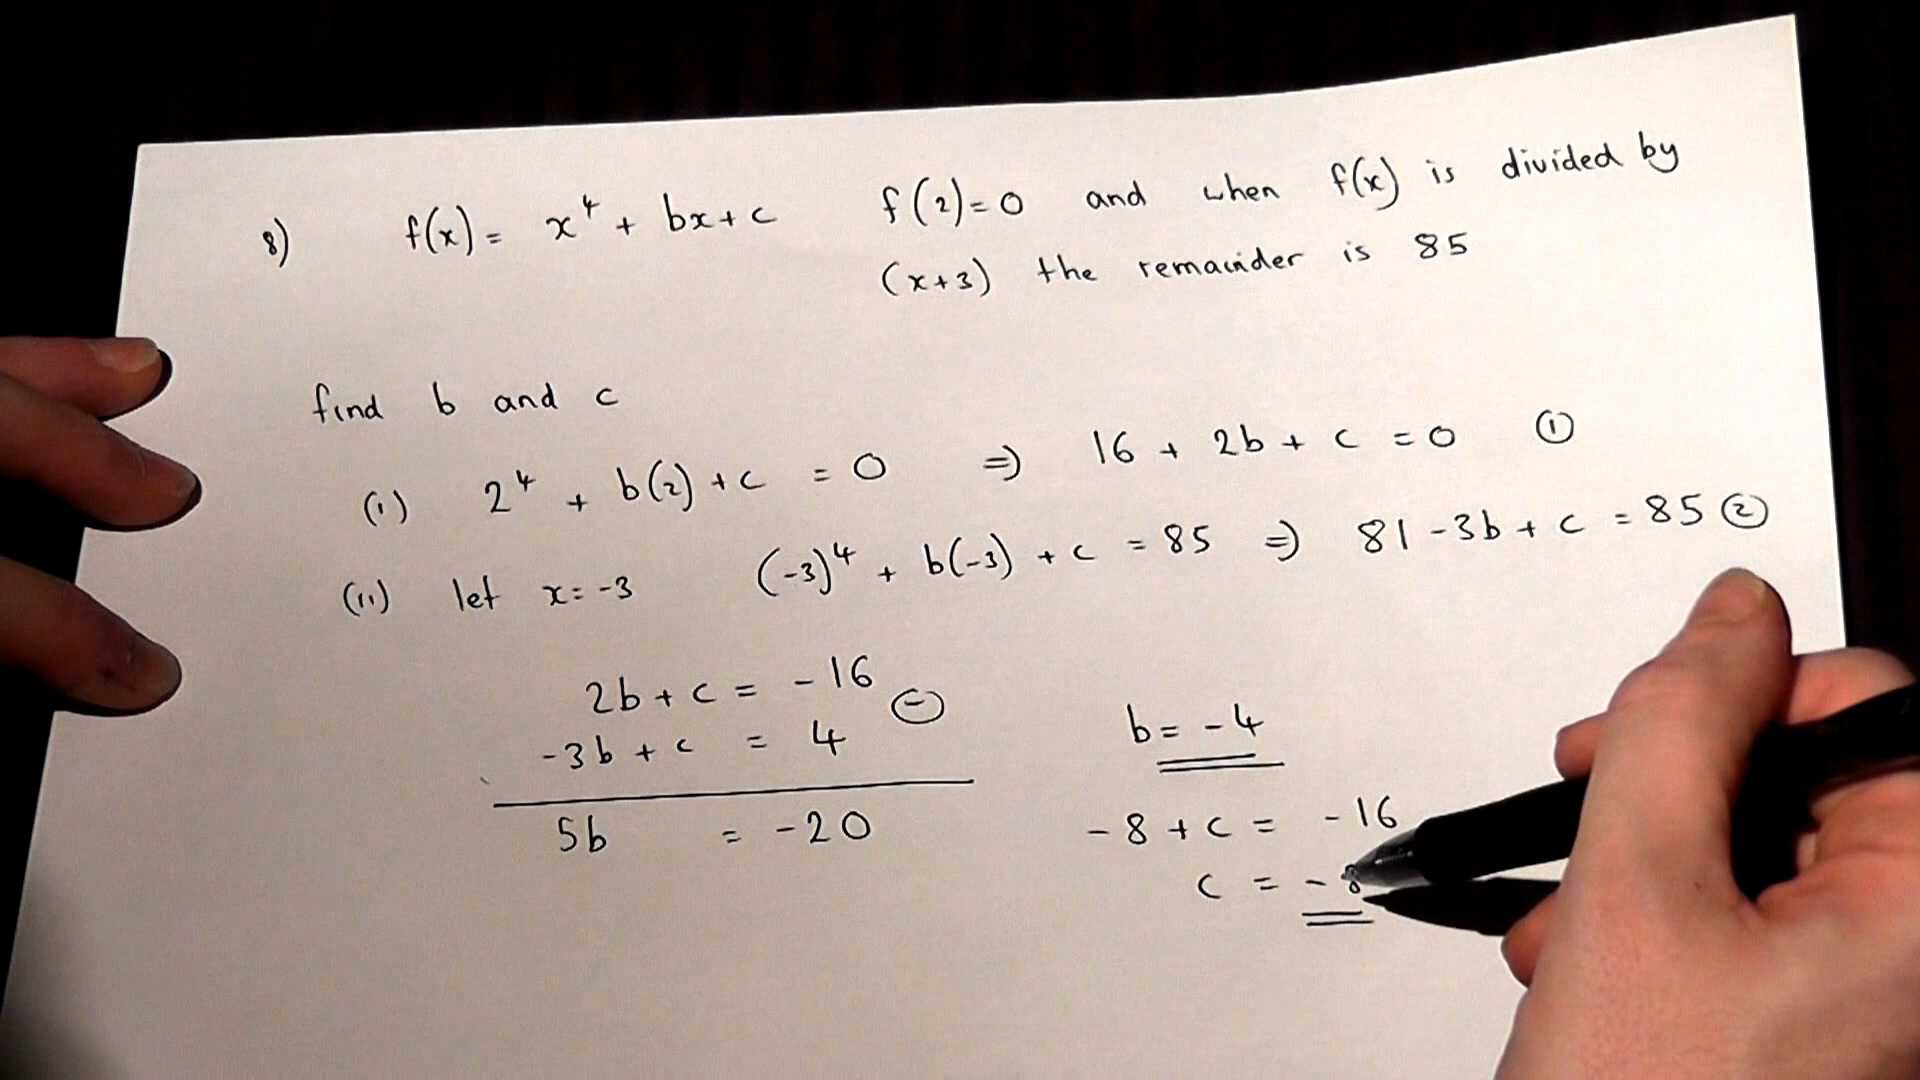 8) f(x) = x⁴ + bx + c f(2) = 0 and when f(x) is divided by
(x+3) the remainder is 85
find b and c
(i) 2⁴ + b(2) + c = 0 ⇒ 16 + 2b + c = 0 ①
(ii) let x = -3 (-3)⁴ + b(-3) + c = 85 ⇒ 81 - 3b + c = 85 ②
2b + c = -16
-3b + c = 4 ⊖
5b = -20
b = -4
-8 + c = -16
c = -8